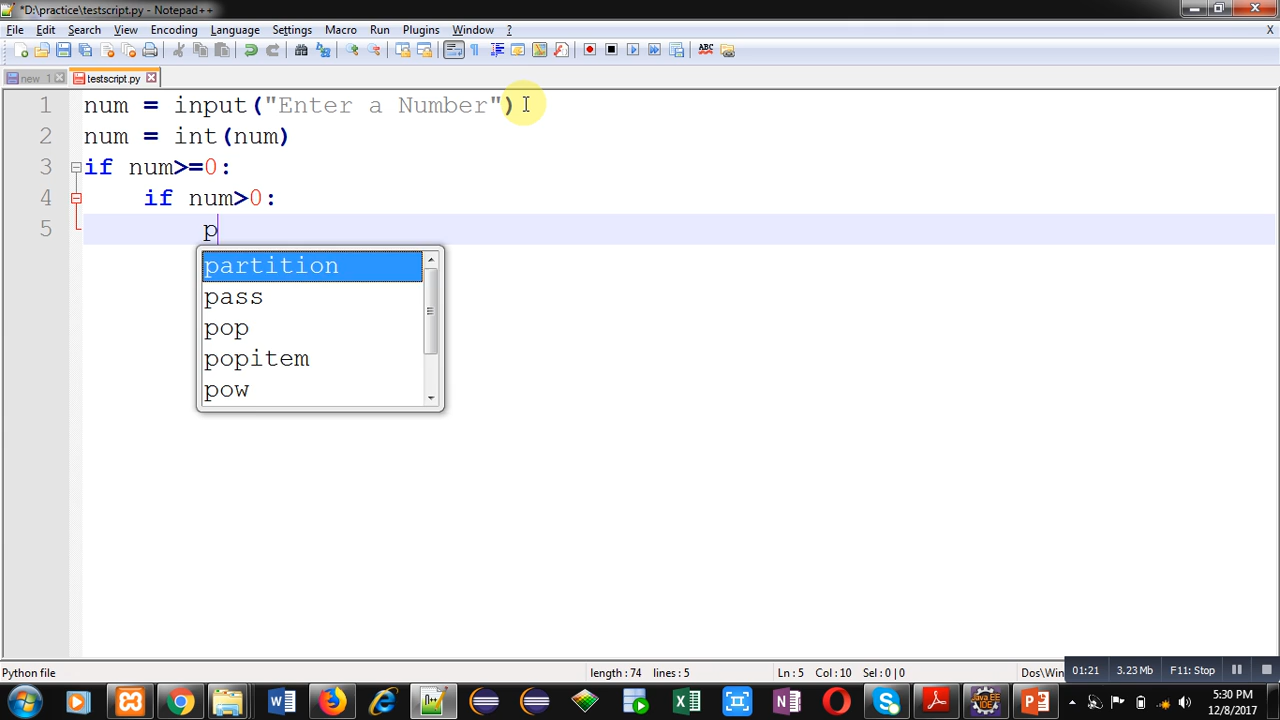 *D:\practice\testscript.py - Notepad++
File Edit Search View Encoding Language Settings Macro Run Plugins Window ? X
new 1 testscript.py
1 num = input("Enter a Number")
2 num = int(num)
3 if num>=0:
4 if num>0:
5 p
partition
pass
pop
popitem
pow
Python file length : 74 lines : 5 Ln : 5 Col : 10 Sel : 0 | 0 Dos\Win 01:21 3.23 Mb F11: Stop
5:30 PM
12/8/2017